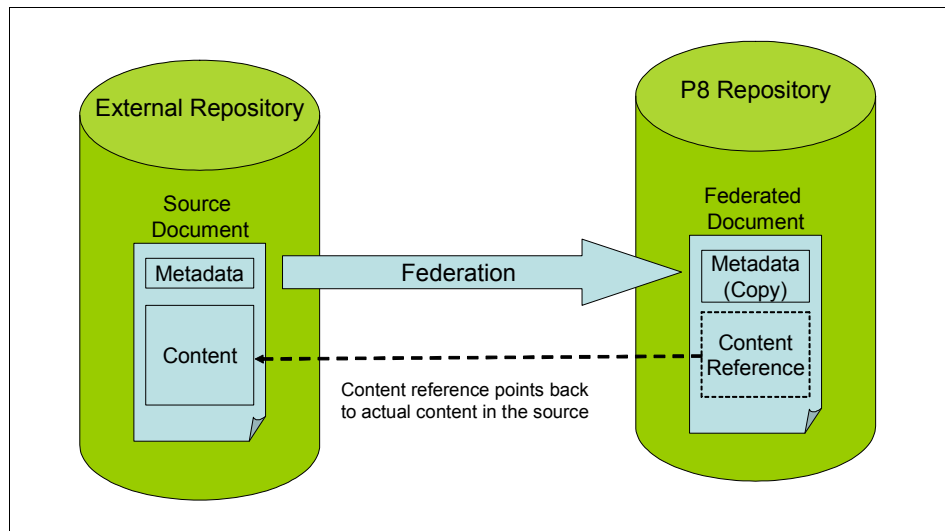 External Repository
P8 Repository
Source
Document
Metadata
Content
Federation
Federated
Document
Metadata
(Copy)
Content
Reference
Content reference points back
to actual content in the source